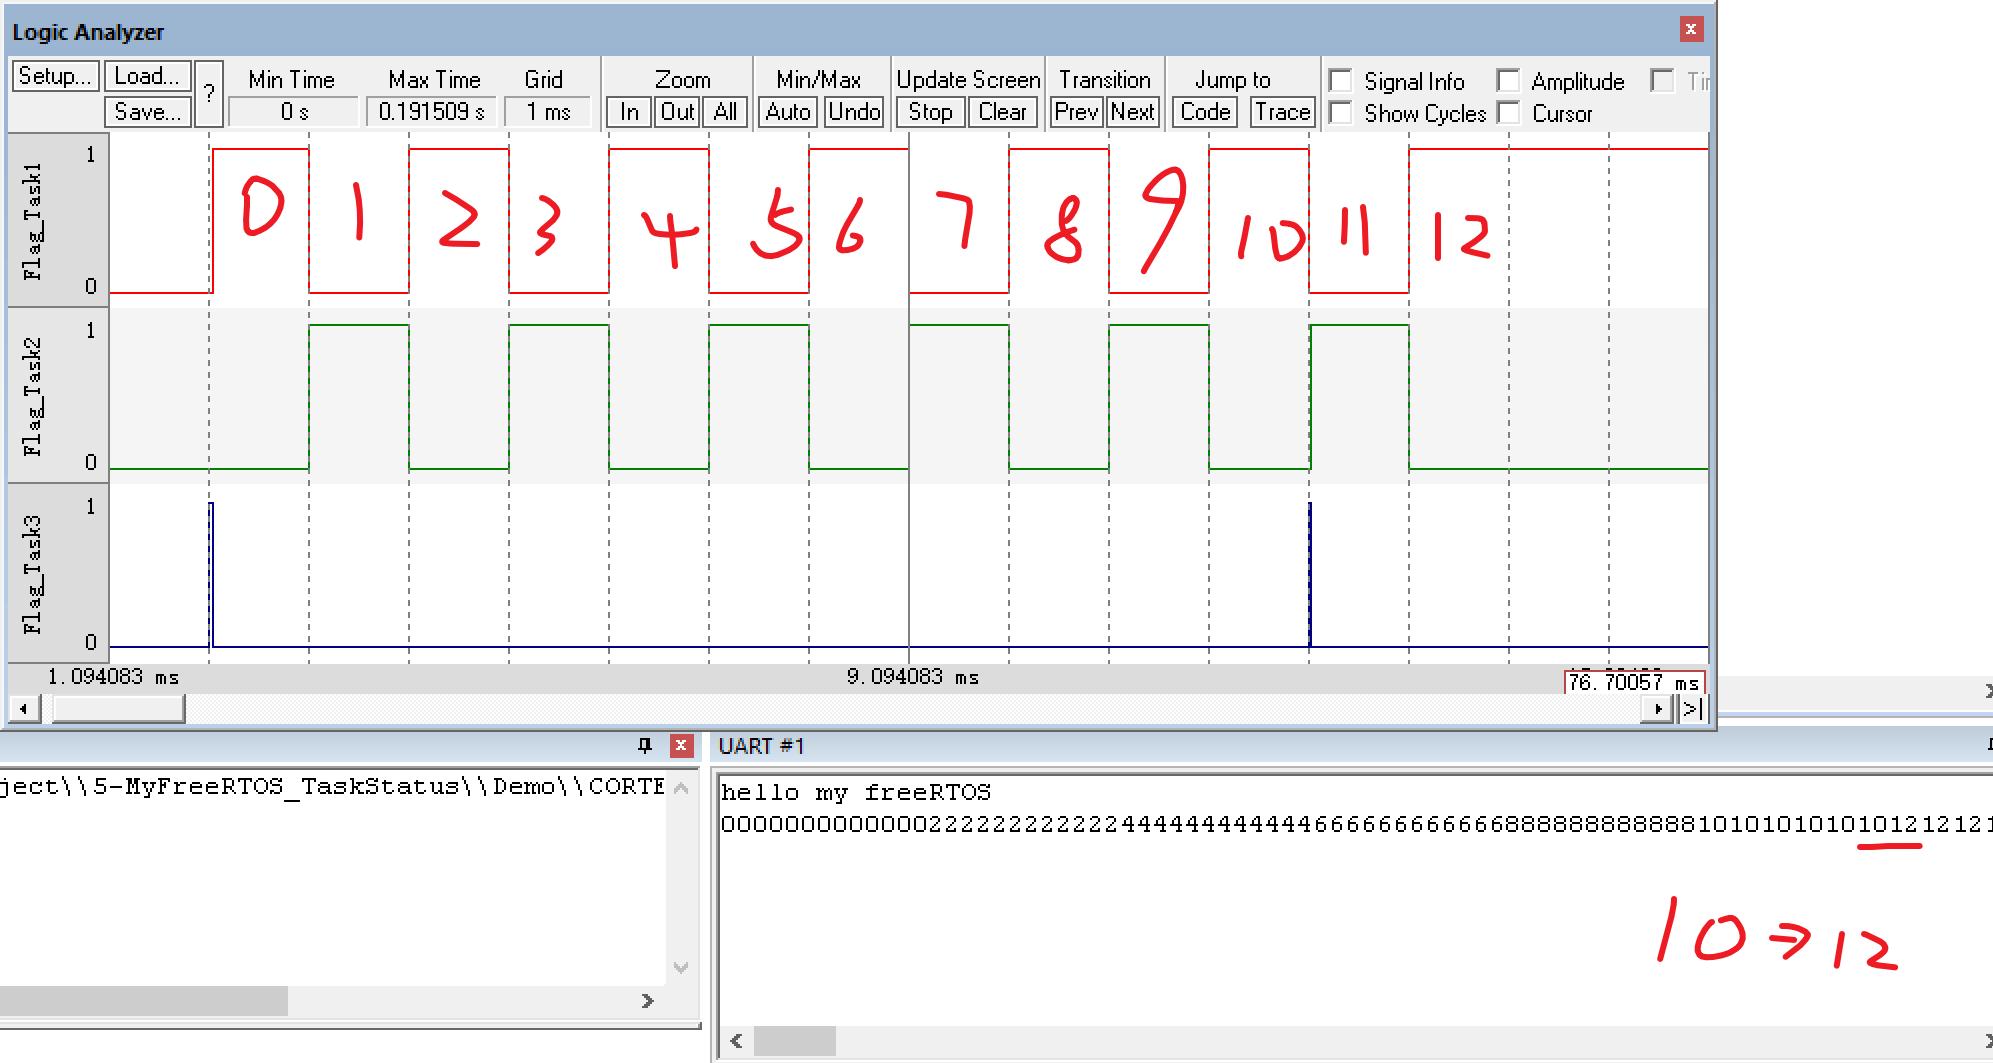 Logic Analyzer
Setup... Load... ? Min Time Max Time Grid Zoom Min/Max Update Screen Transition Jump to Signal Info Amplitude
Save... 0 s 0.191509 s 1 ms In Out All Auto Undo Stop Clear Prev Next Code Trace Show Cycles Cursor
Flag_Task1 1 0
0 1 2 3 4 5 6 7 8 9 10 11 12
Flag_Task2 1 0
Flag_Task3 1 0
1.094083 ms 9.094083 ms 76.70057 ms
>|
UART #1
ject\\5-MyFreeRTOS_TaskStatus\\Demo\\CORTE
hello my freeRTOS
00000000000002222222222224444444444446666666666668888888888881010101010101212121
10→12